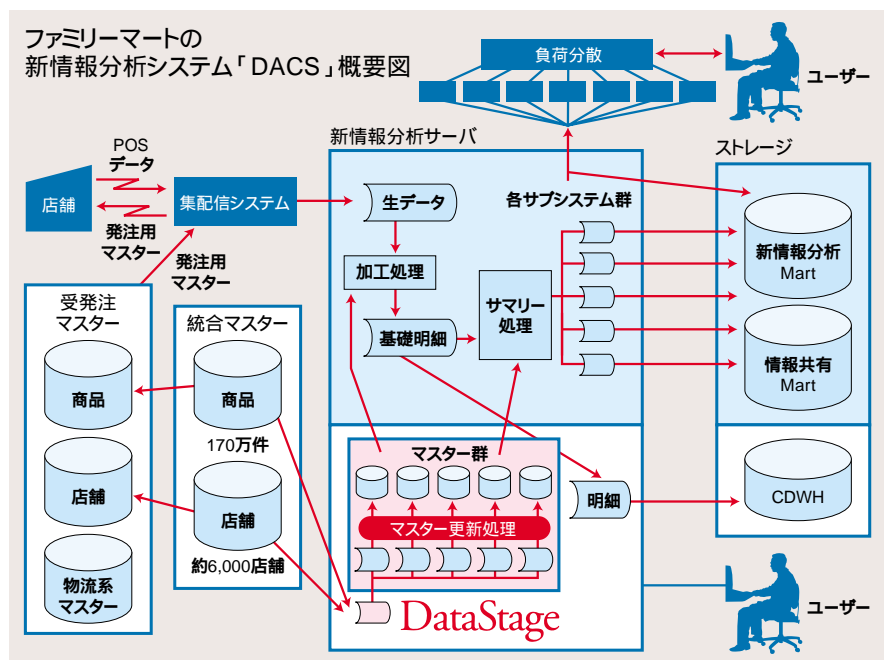 ファミリーマートの
新情報分析システム「DACS」概要図
負荷分散
ユーザー
新情報分析サーバ
ストレージ
POS
データ
店舗
集配信システム
発注用
マスター
発注用
マスター
生データ
各サブシステム群
加工処理
サマリー
処理
基礎明細
新情報分析
Mart
情報共有
Mart
受発注
マスター
統合マスター
商品
商品
170万件
店舗
店舗
約6,000店舗
物流系
マスター
マスター群
マスター更新処理
明細
CDWH
DataStage
ユーザー